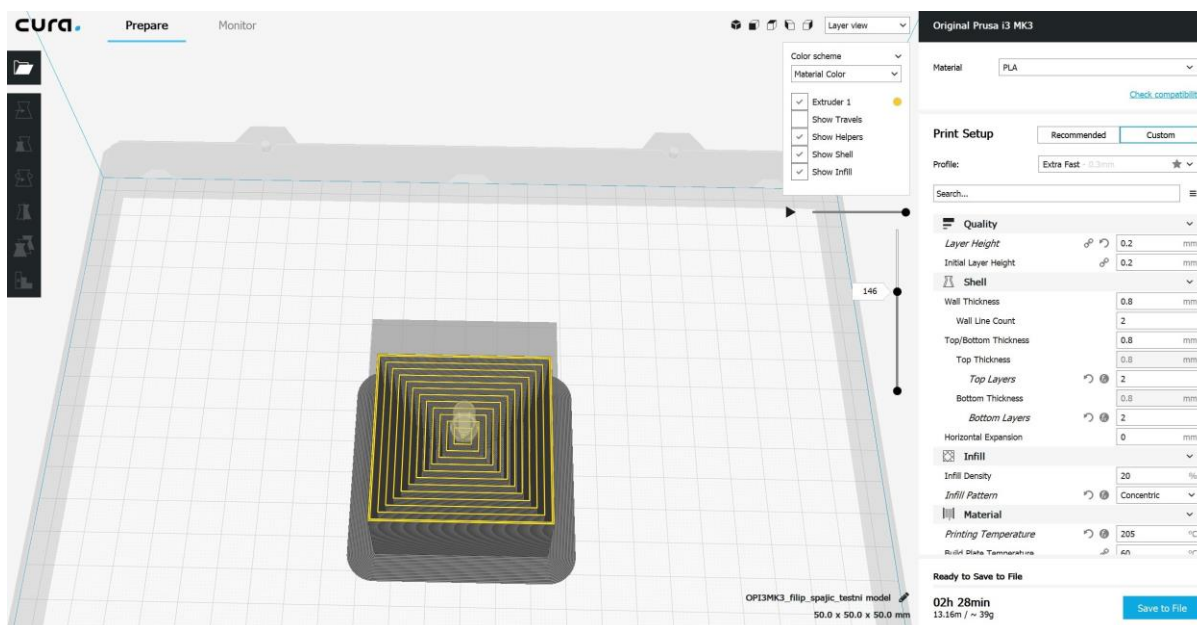 cura.
Prepare
Monitor
Layer view
Original Prusa i3 MK3
Color scheme
Material Color
Extruder 1
Show Travels
Show Helpers
Show Shell
Show Infill
146
Material PLA
Check compatibilit
Print Setup Recommended Custom
Profile: Extra Fast - 0.3mm
Search...
Quality
Layer Height 0.2 mm
Initial Layer Height 0.2 mm
Shell
Wall Thickness 0.8 mm
Wall Line Count 2
Top/Bottom Thickness 0.8 mm
Top Thickness 0.8 mm
Top Layers 2
Bottom Thickness 0.8 mm
Bottom Layers 2
Horizontal Expansion 0 mm
Infill
Infill Density 20 %
Infill Pattern Concentric
Material
Printing Temperature 205 °C
Build Plate Temperature 60 °C
Ready to Save to File
OPI3MK3_filip_spajic_testni model
50.0 x 50.0 x 50.0 mm
02h 28min
13.16m / ~ 39g
Save to File